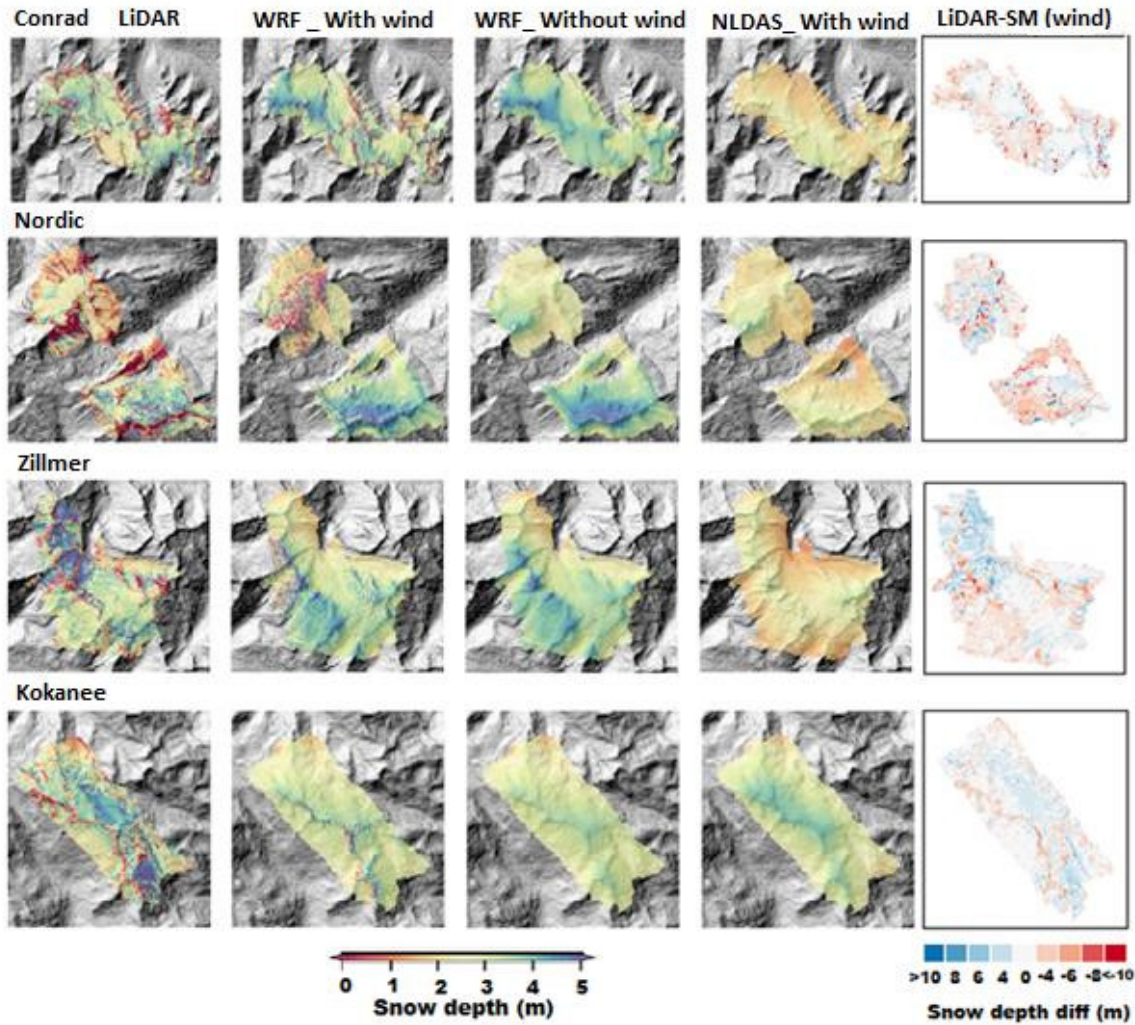 Conrad LiDAR WRF _ With wind WRF_ Without wind NLDAS_ With wind LiDAR-SM (wind)
Nordic
Zillmer
Kokanee
0 1 2 3 4 5
Snow depth (m)
>10 8 6 4 0 -4 -6 -8<-10
Snow depth diff (m)